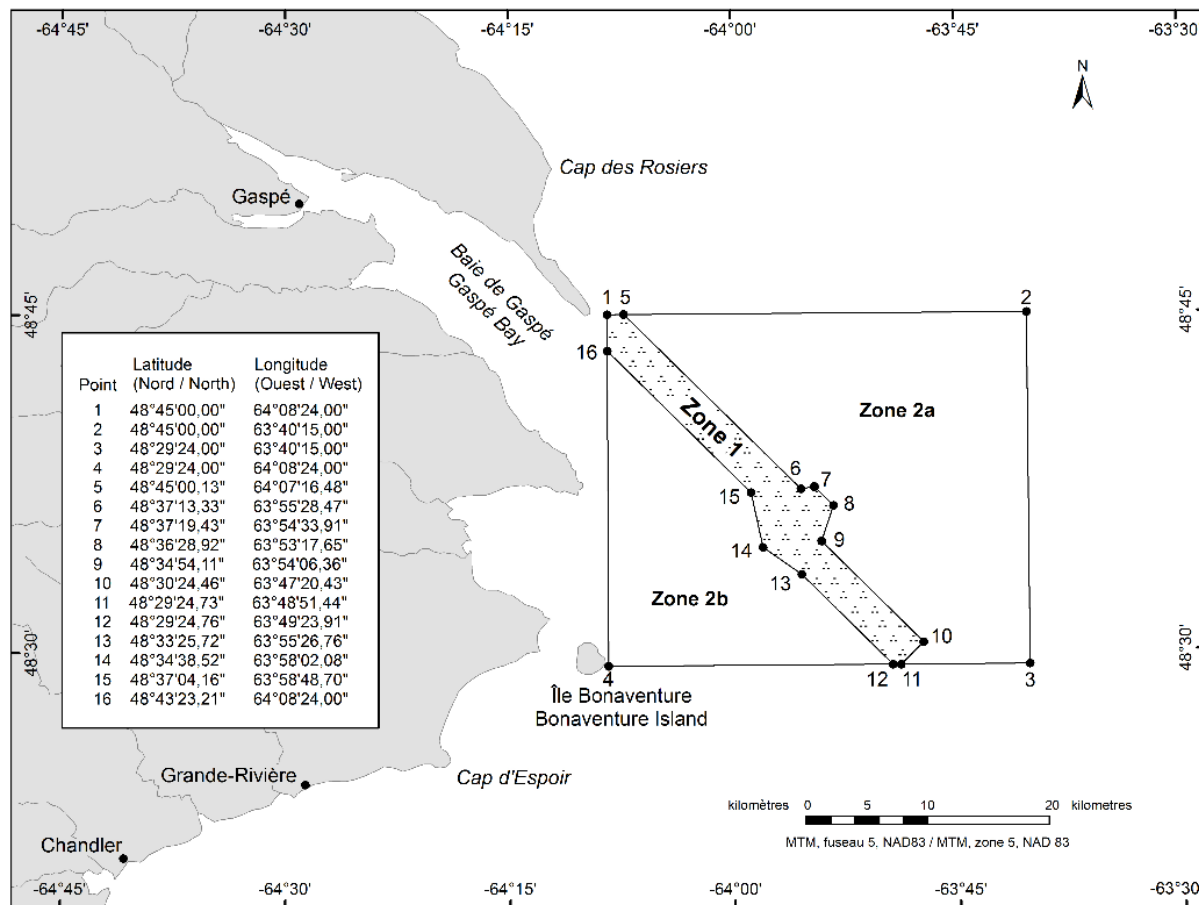 -64°45' -64°30' -64°15' -64°00' -63°45' -63°30'
N
Cap des Rosiers
Gaspé
Baie de Gaspé
Gaspé Bay
48°45' 48°45'
1 5 2
16
Point Latitude (Nord / North) Longitude (Ouest / West)
1 48°45'00,00" 64°08'24,00"
2 48°45'00,00" 63°40'15,00"
3 48°29'24,00" 63°40'15,00"
4 48°29'24,00" 64°08'24,00"
5 48°45'00,13" 64°07'16,48"
6 48°37'13,33" 63°55'28,47"
7 48°37'19,43" 63°54'33,91"
8 48°36'28,92" 63°53'17,65"
9 48°34'54,11" 63°54'06,36"
10 48°30'24,46" 63°47'20,43"
11 48°29'24,73" 63°48'51,44"
12 48°29'24,76" 63°49'23,91"
13 48°33'25,72" 63°55'26,76"
14 48°34'38,52" 63°58'02,08"
15 48°37'04,16" 63°58'48,70"
16 48°43'23,21" 64°08'24,00"
Zone 1
Zone 2a
6 7
15 8
14 9
13
Zone 2b
10
48°30' 48°30'
4 12 11 3
Île Bonaventure
Bonaventure Island
Grande-Rivière
Cap d'Espoir
Chandler
kilomètres 0 5 10 20 kilometres
MTM, fuseau 5, NAD83 / MTM, zone 5, NAD 83
-64°45' -64°30' -64°15' -64°00' -63°45' -63°30'